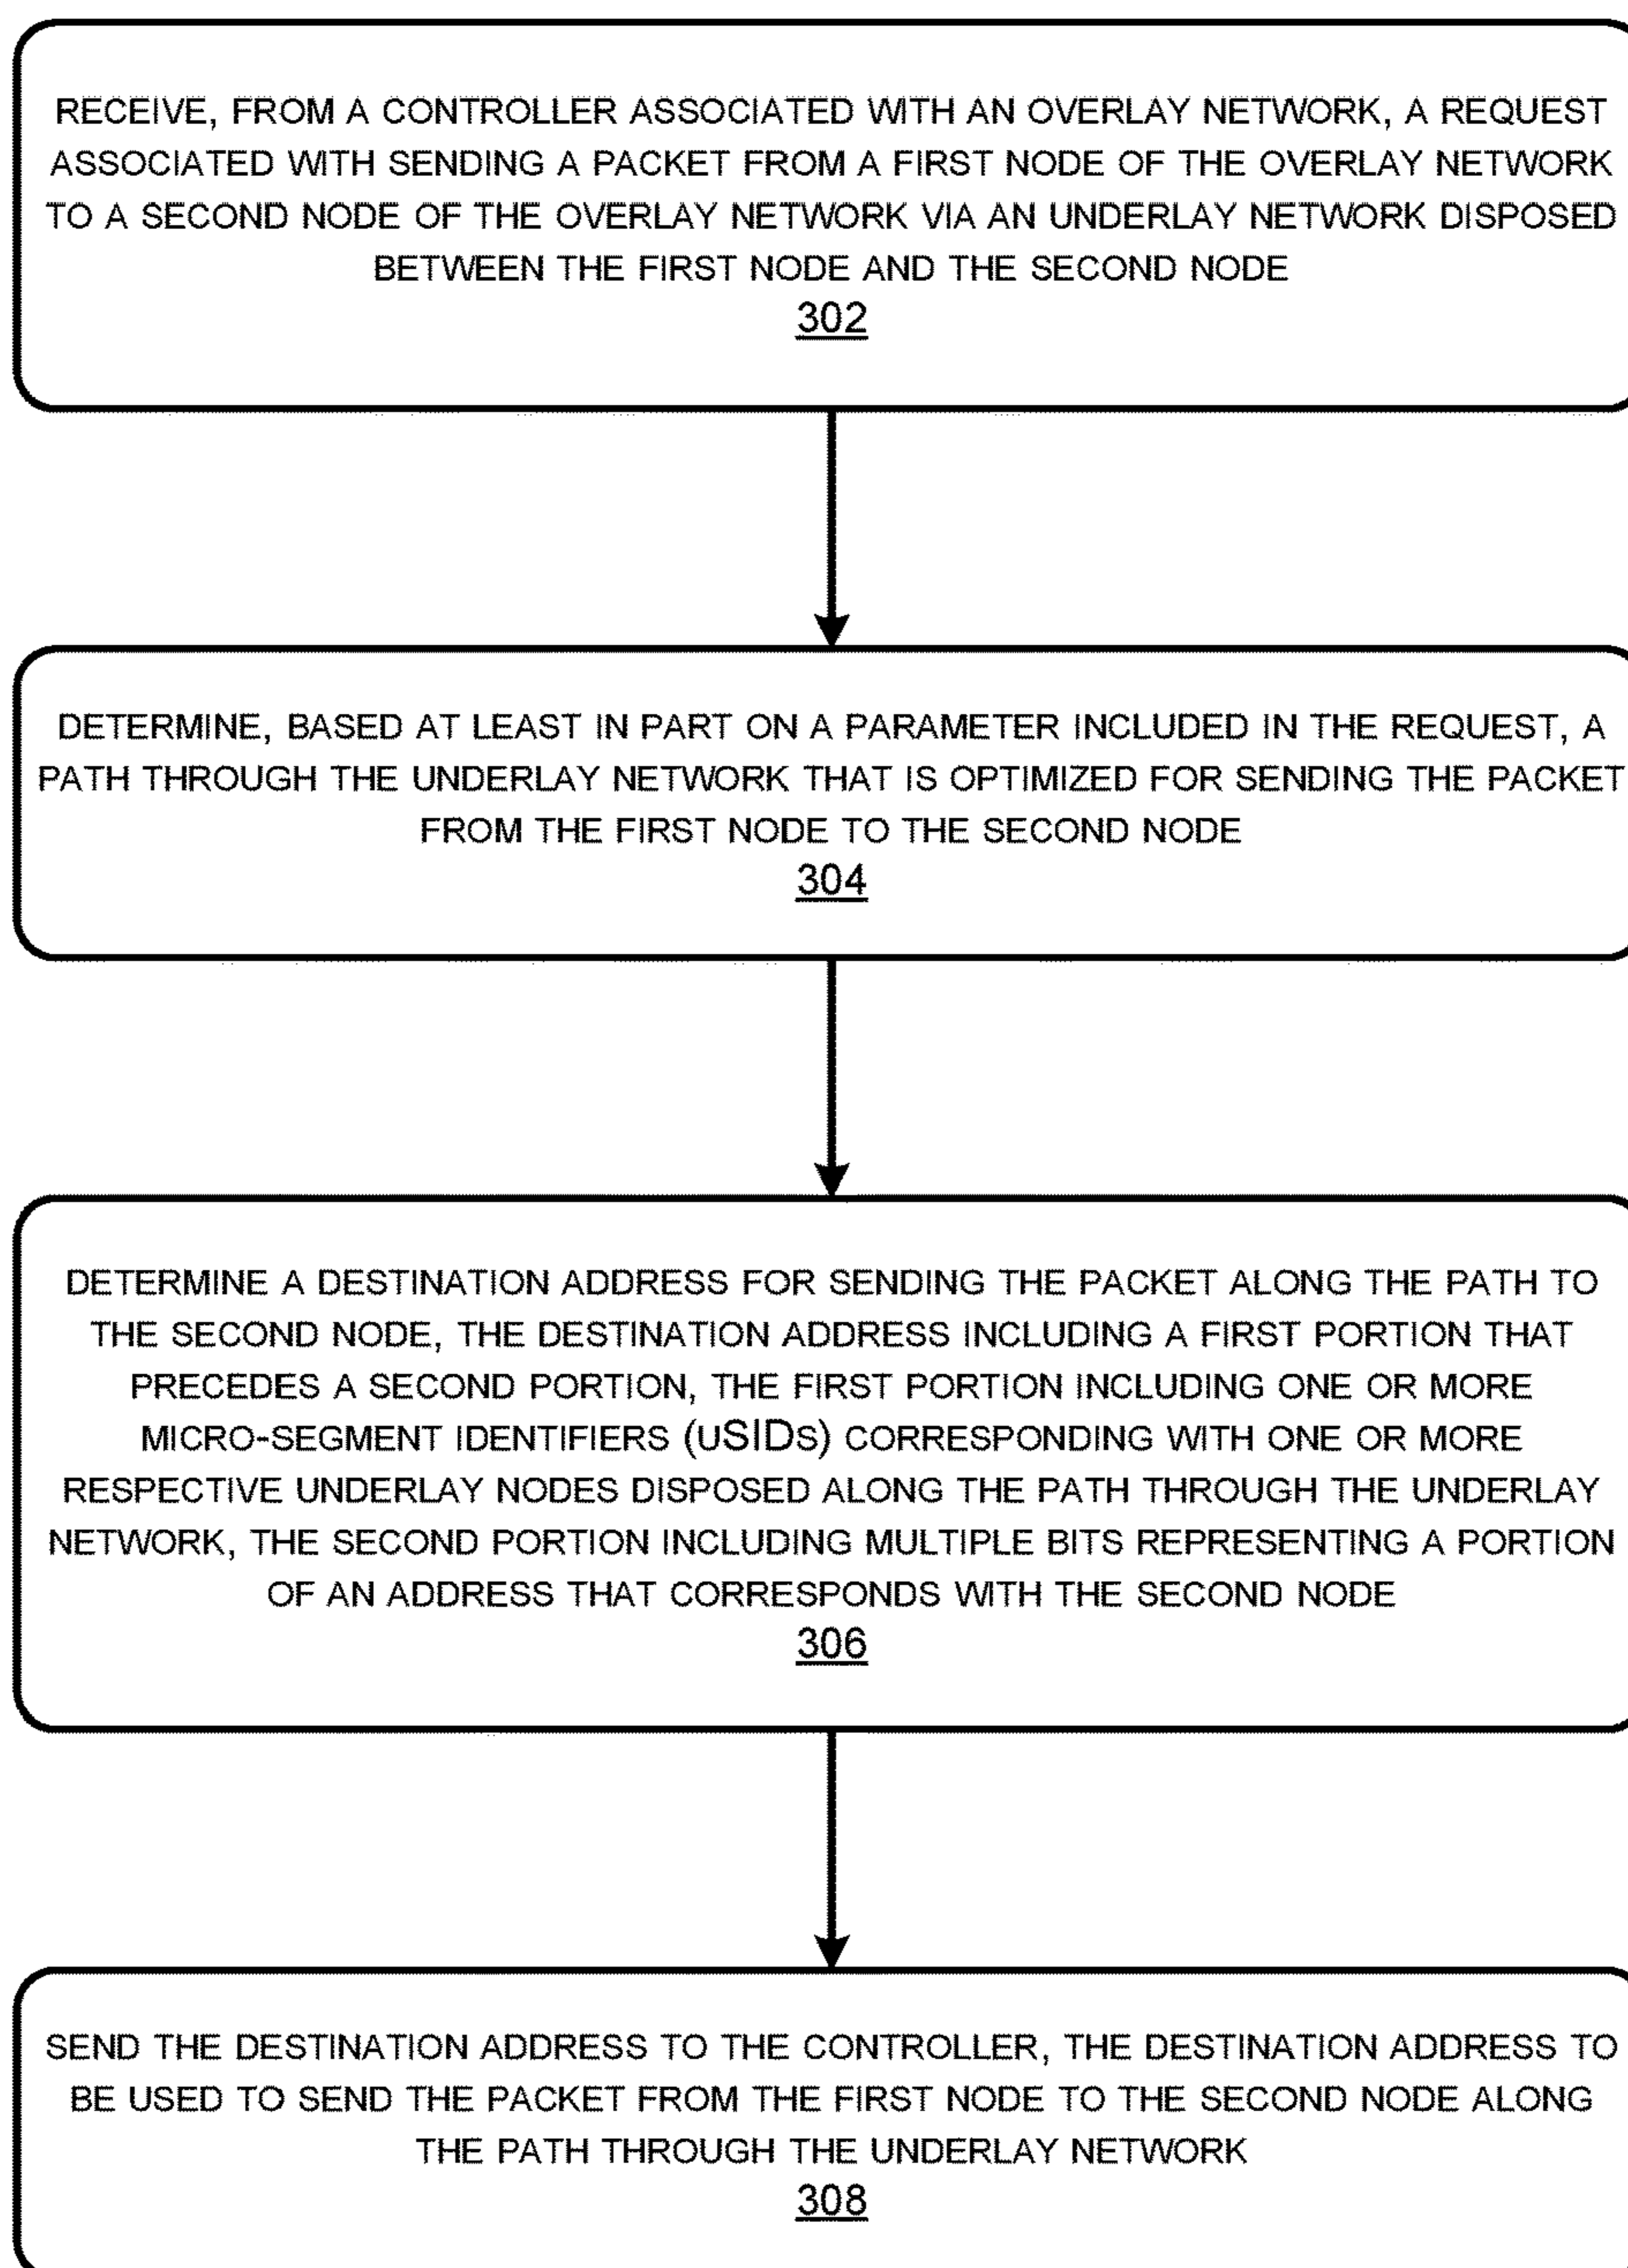 RECEIVE, FROM A CONTROLLER ASSOCIATED WITH AN OVERLAY NETWORK, A REQUEST
ASSOCIATED WITH SENDING A PACKET FROM A FIRST NODE OF THE OVERLAY NETWORK
TO A SECOND NODE OF THE OVERLAY NETWORK VIA AN UNDERLAY NETWORK DISPOSED
BETWEEN THE FIRST NODE AND THE SECOND NODE
302
DETERMINE, BASED AT LEAST IN PART ON A PARAMETER INCLUDED IN THE REQUEST, A
PATH THROUGH THE UNDERLAY NETWORK THAT IS OPTIMIZED FOR SENDING THE PACKET
FROM THE FIRST NODE TO THE SECOND NODE
304
DETERMINE A DESTINATION ADDRESS FOR SENDING THE PACKET ALONG THE PATH TO
THE SECOND NODE, THE DESTINATION ADDRESS INCLUDING A FIRST PORTION THAT
PRECEDES A SECOND PORTION, THE FIRST PORTION INCLUDING ONE OR MORE
MICRO-SEGMENT IDENTIFIERS (USIDS) CORRESPONDING WITH ONE OR MORE
RESPECTIVE UNDERLAY NODES DISPOSED ALONG THE PATH THROUGH THE UNDERLAY
NETWORK, THE SECOND PORTION INCLUDING MULTIPLE BITS REPRESENTING A PORTION
OF AN ADDRESS THAT CORRESPONDS WITH THE SECOND NODE
306
SEND THE DESTINATION ADDRESS TO THE CONTROLLER, THE DESTINATION ADDRESS TO
BE USED TO SEND THE PACKET FROM THE FIRST NODE TO THE SECOND NODE ALONG
THE PATH THROUGH THE UNDERLAY NETWORK
308